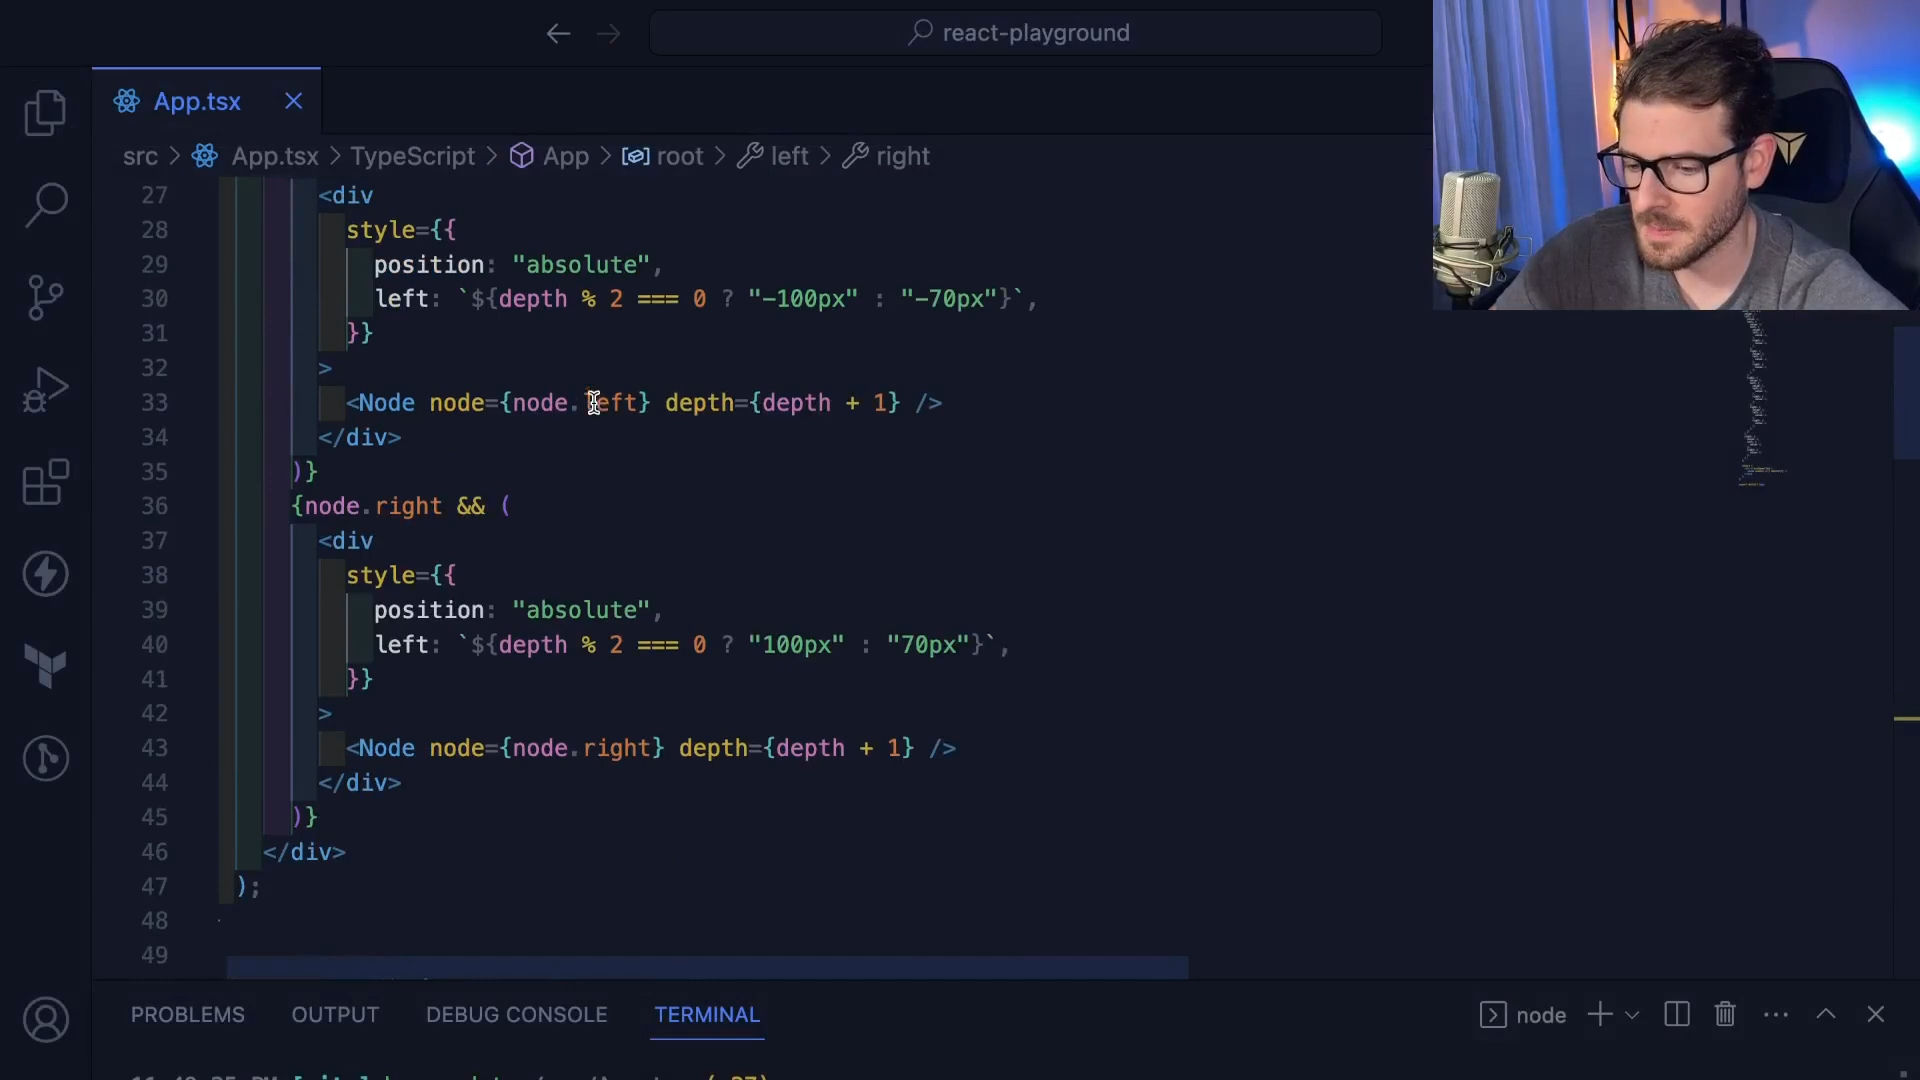 react-playground
App.tsx
src > App.tsx > TypeScript > App > root > left > right
27 <div
28 style={{
29 position: "absolute",
30 left: `${depth % 2 === 0 ? "-100px" : "-70px"}`,
31 }}
32 >
33 <Node node={node.left} depth={depth + 1} />
34 </div>
35 )}
36 {node.right && (
37 <div
38 style={{
39 position: "absolute",
40 left: `${depth % 2 === 0 ? "100px" : "70px"}`,
41 }}
42 >
43 <Node node={node.right} depth={depth + 1} />
44 </div>
45 )}
46 </div>
47 );
48
49
PROBLEMS OUTPUT DEBUG CONSOLE TERMINAL node